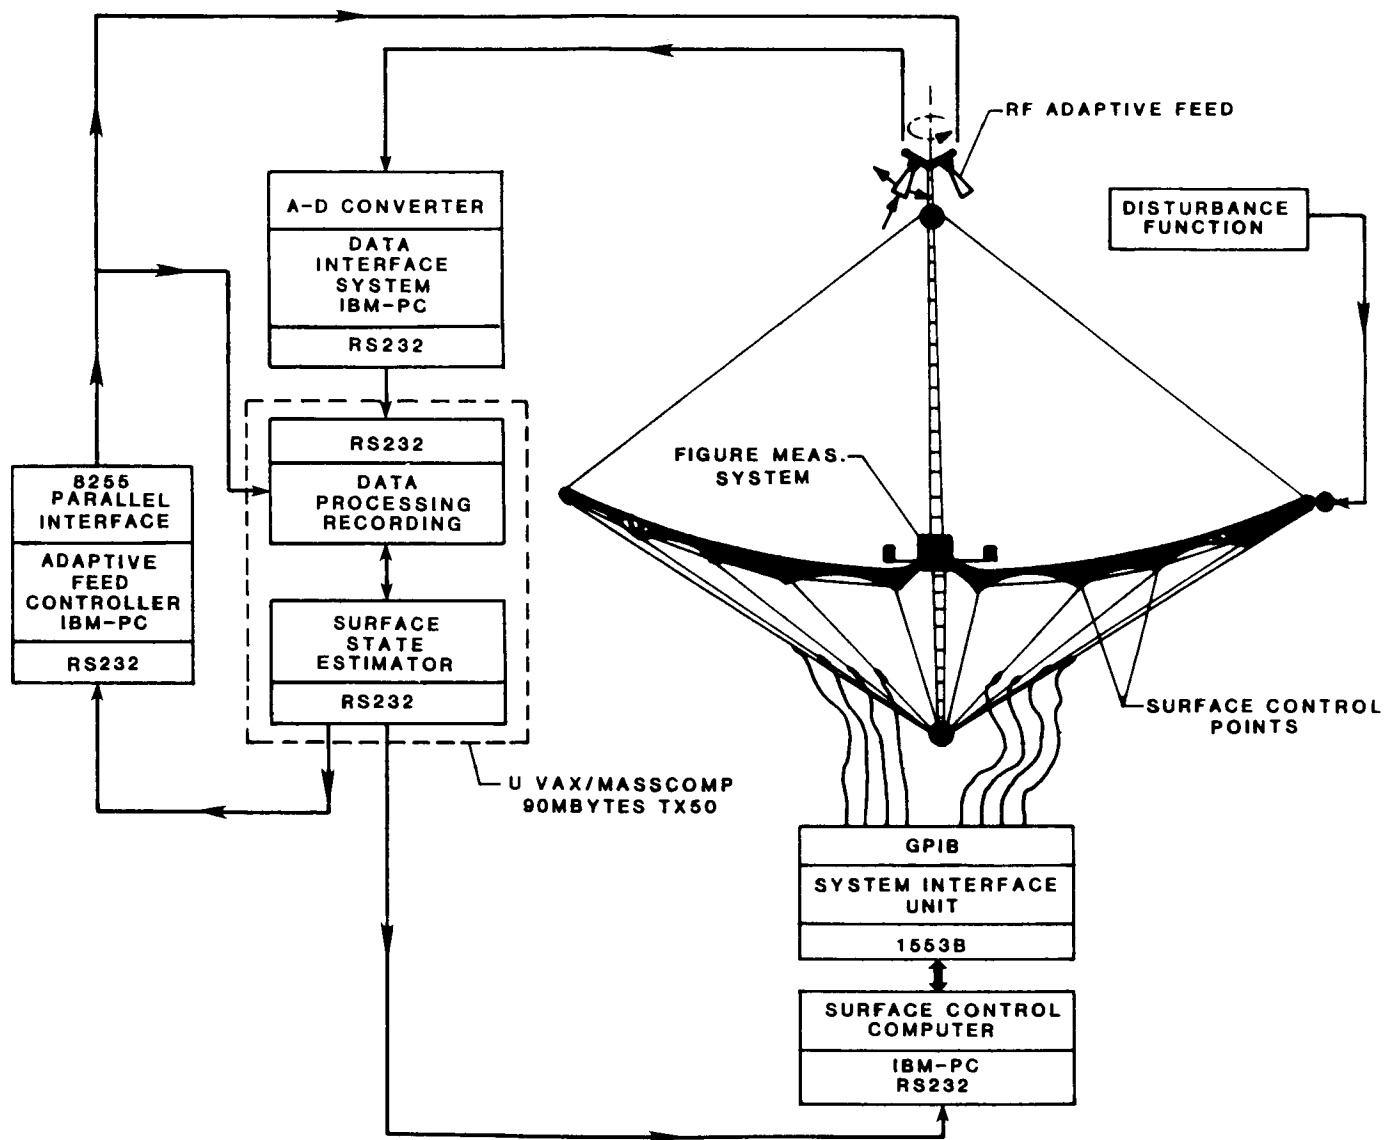 RF ADAPTIVE FEED
DISTURBANCE
FUNCTION
A-D CONVERTER
DATA
INTERFACE
SYSTEM
IBM-PC
RS232
RS232
DATA
PROCESSING
RECORDING
FIGURE MEAS.
SYSTEM
8255
PARALLEL
INTERFACE
ADAPTIVE
FEED
CONTROLLER
IBM-PC
RS232
SURFACE
STATE
ESTIMATOR
RS232
SURFACE CONTROL
POINTS
U VAX/MASSCOMP
90MBYTES TX50
GPIB
SYSTEM INTERFACE
UNIT
1553B
SURFACE CONTROL
COMPUTER
IBM-PC
RS232